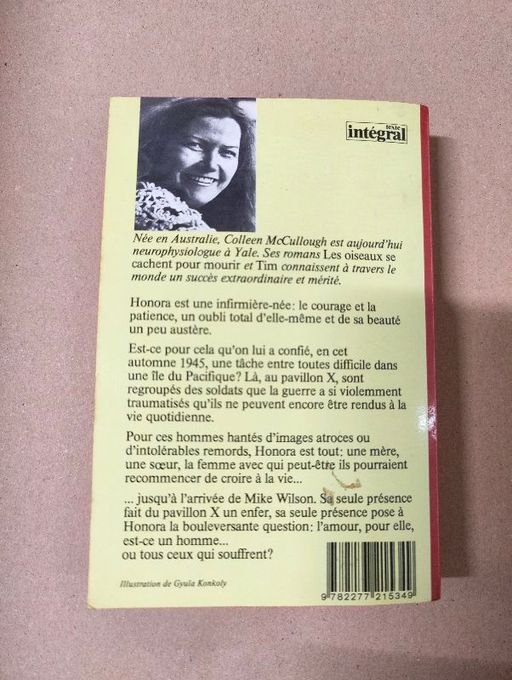 texte
intégral
Née en Australie, Colleen McCullough est aujourd'hui
neurophysiologue à Yale. Ses romans Les oiseaux se
cachent pour mourir et Tim connaissent à travers le
monde un succès extraordinaire et mérité.
Honora est une infirmière-née: le courage et la
patience, un oubli total d'elle-même et de sa beauté
un peu austère.
Est-ce pour cela qu'on lui a confié, en cet
automne 1945, une tâche entre toutes difficile dans
une île du Pacifique? Là, au pavillon X, sont
regroupés des soldats que la guerre a si violemment
traumatisés qu'ils ne peuvent encore être rendus à la
vie quotidienne.
Pour ces hommes hantés d'images atroces ou
d'intolérables remords, Honora est tout: une mère,
une sœur, la femme avec qui peut-être ils pourraient
recommencer de croire à la vie...
... jusqu'à l'arrivée de Mike Wilson. Sa seule présence
fait du pavillon X un enfer, sa seule présence pose à
Honora la bouleversante question: l'amour, pour elle,
est-ce un homme...
ou tous ceux qui souffrent?
Illustration de Gyula Konkoly
9 782277 215349